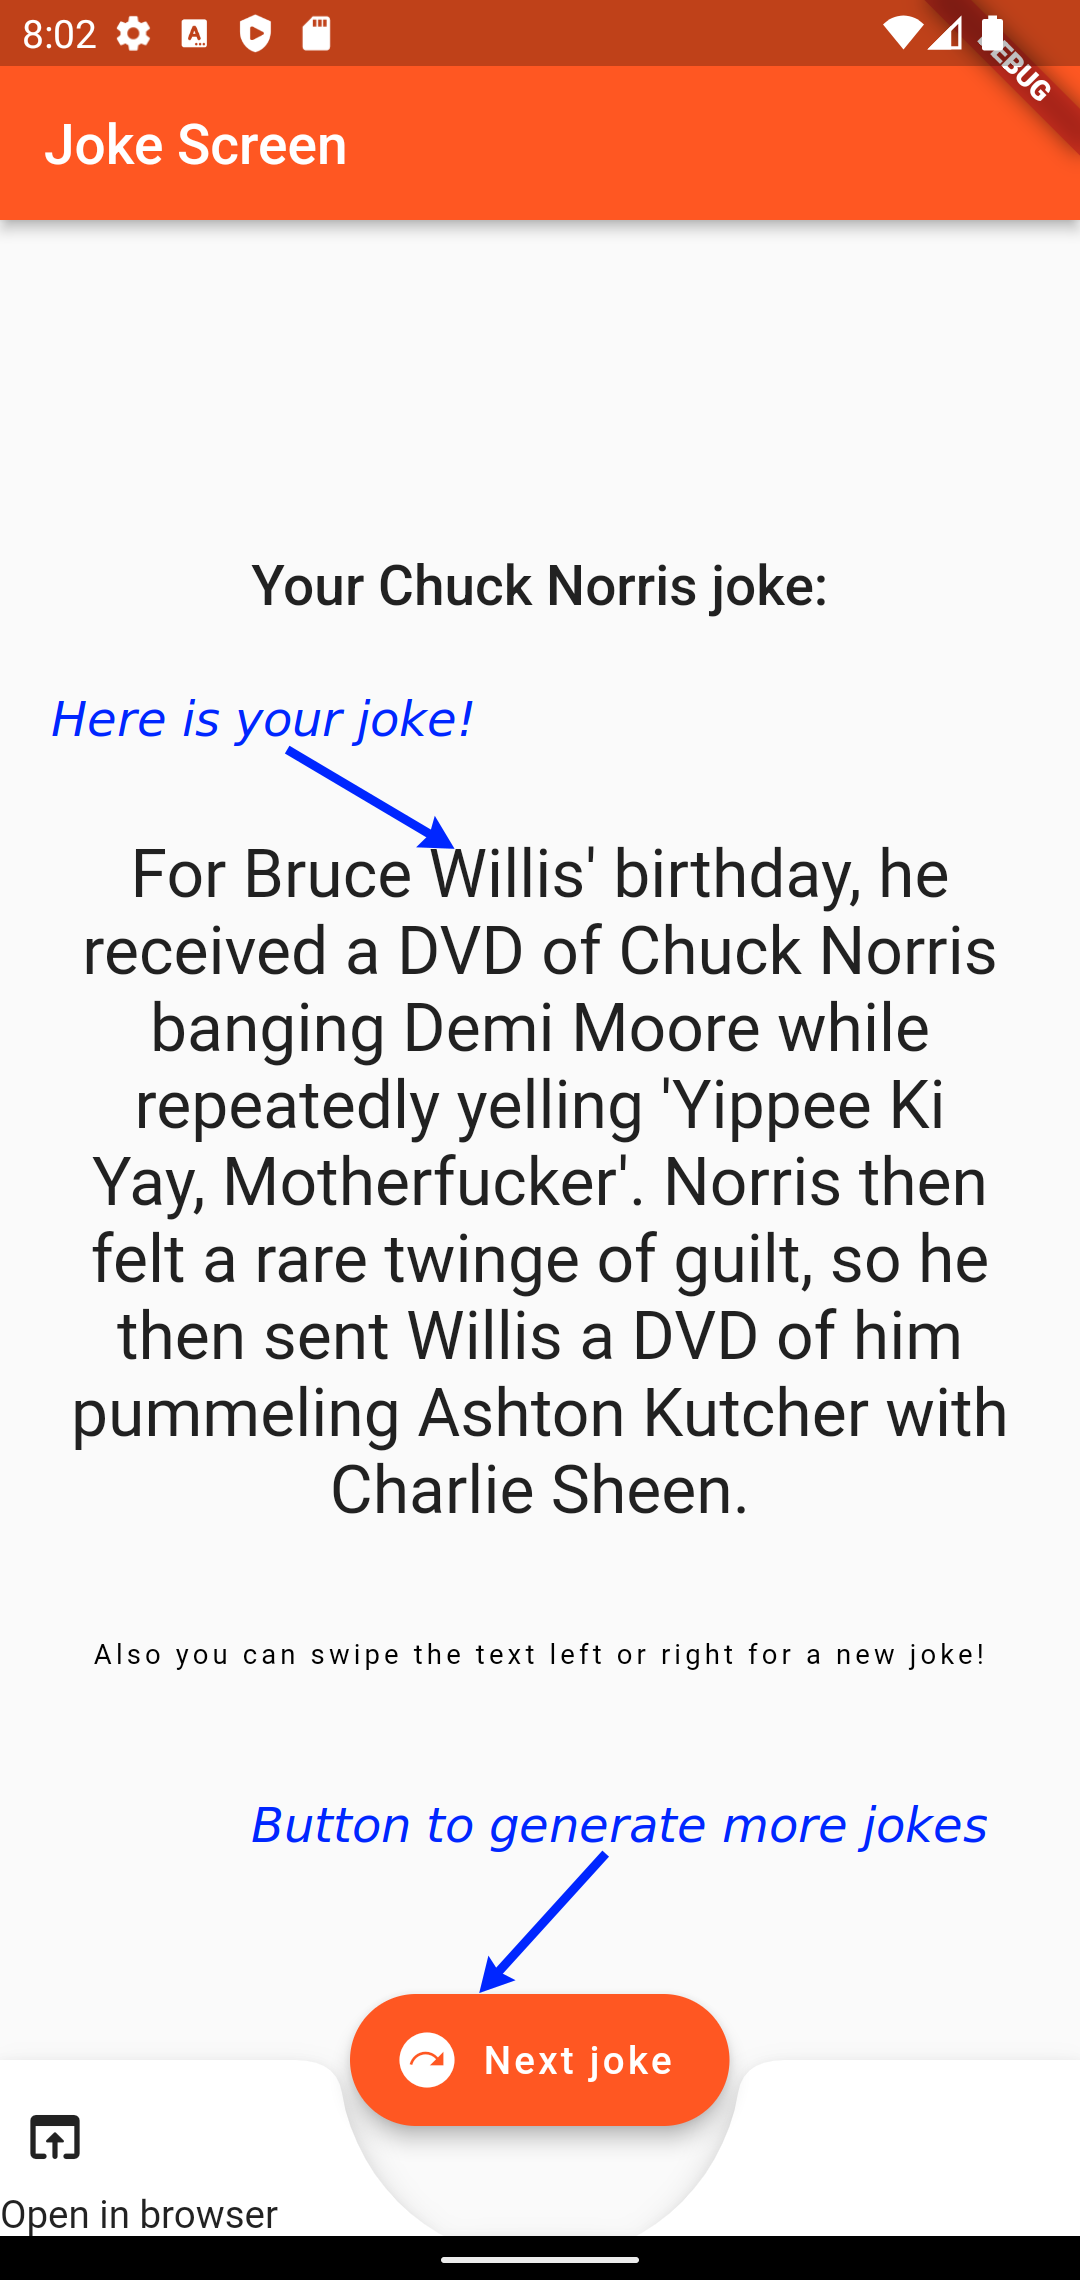 8:02
DEBUG
Joke Screen
Your Chuck Norris joke:
Here is your joke!
For Bruce Willis' birthday, he
received a DVD of Chuck Norris
banging Demi Moore while
repeatedly yelling 'Yippee Ki
Yay, Motherfucker'. Norris then
felt a rare twinge of guilt, so he
then sent Willis a DVD of him
pummeling Ashton Kutcher with
Charlie Sheen.
Also you can swipe the text left or right for a new joke!
Button to generate more jokes
Next joke
Open in browser